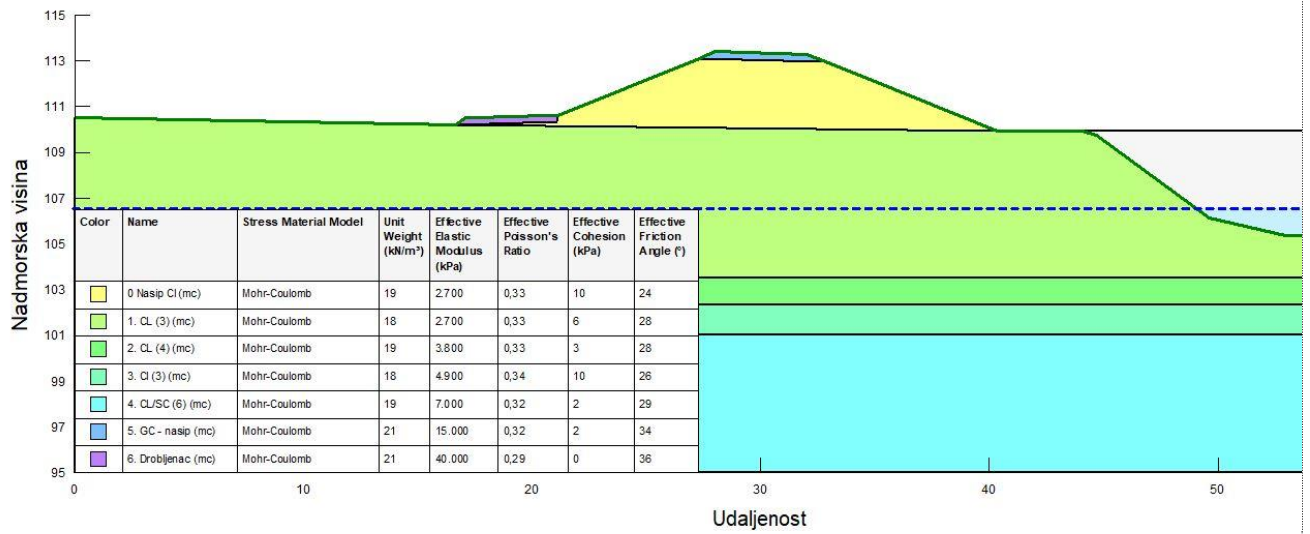 115
113
111
109
107
105
103
101
99
97
95
Nadmorska visina
Color Name Stress Material Model Unit Weight (kN/m³) Effective Elastic Modulus (kPa) Effective Poisson's Ratio Effective Cohesion (kPa) Effective Friction Angle (°)
0 Nasip CI (mc) Mohr-Coulomb 19 2.700 0,33 10 24
1. CL (3) (mc) Mohr-Coulomb 18 2.700 0,33 6 28
2. CL (4) (mc) Mohr-Coulomb 19 3.800 0,33 3 28
3. CI (3) (mc) Mohr-Coulomb 18 4.900 0,34 10 26
4. CL/SC (6) (mc) Mohr-Coulomb 19 7.000 0,32 2 29
5. GC - nasip (mc) Mohr-Coulomb 21 15.000 0,32 2 34
6. Drobljenac (mc) Mohr-Coulomb 21 40.000 0,29 0 36
0 10 20 30 40 50
Udaljenost